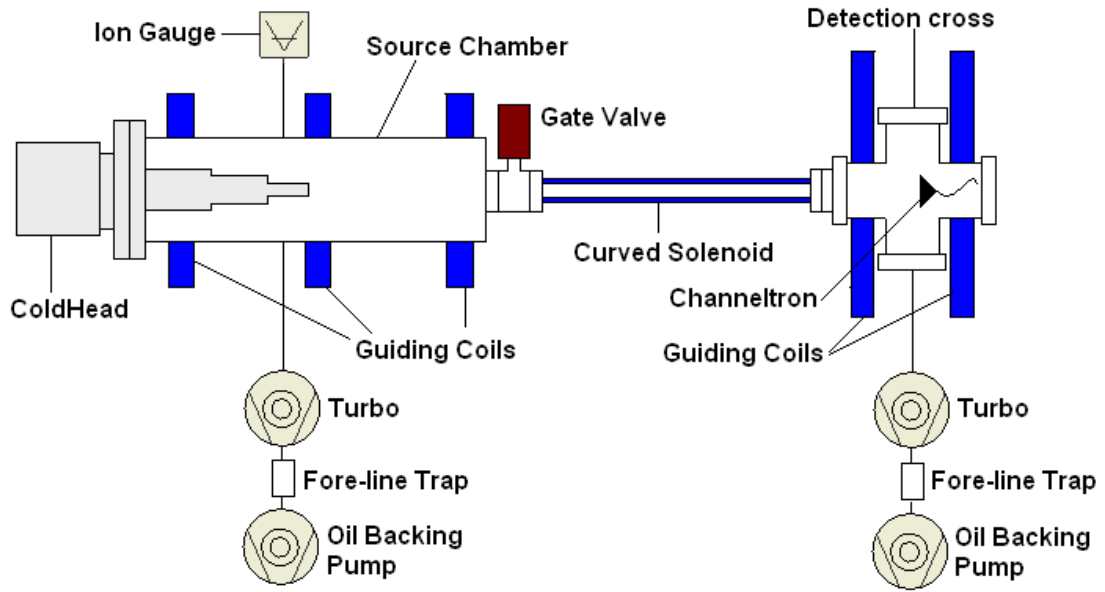 Detection cross
Ion Gauge
Source Chamber
Gate Valve
Curved Solenoid
Channeltron
ColdHead
Guiding Coils
Guiding Coils
Turbo
Turbo
Fore-line Trap
Fore-line Trap
Oil Backing
Pump
Oil Backing
Pump